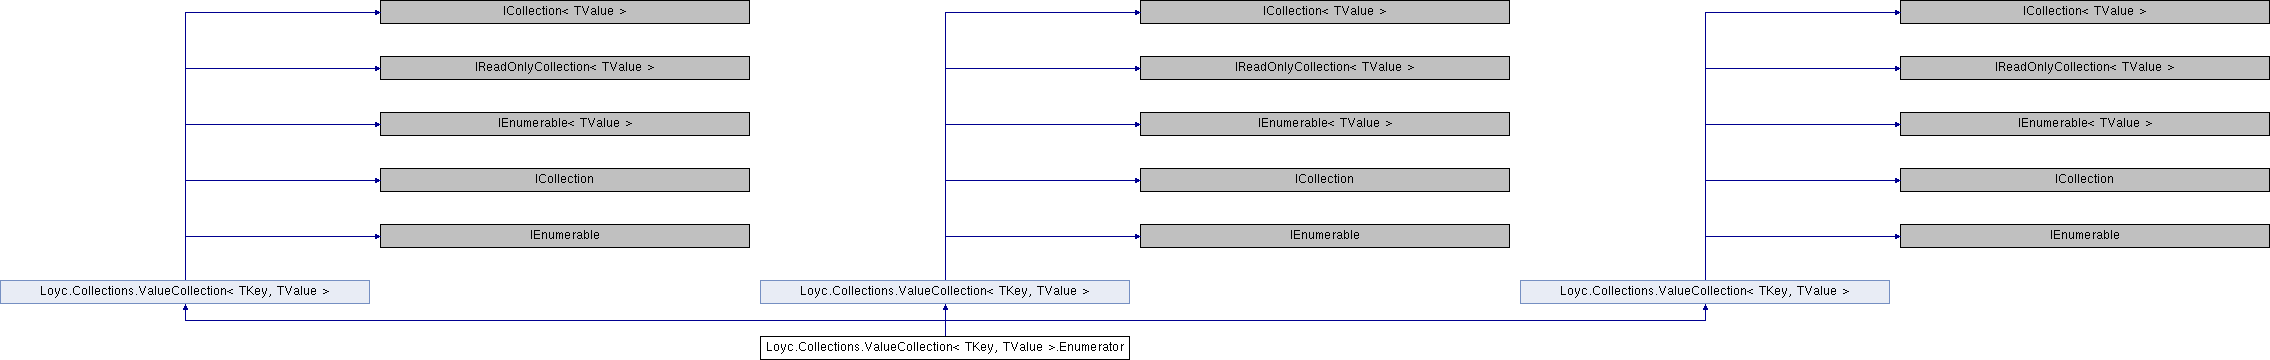 ICollection< TValue >
ICollection< TValue >
ICollection< TValue >
IReadOnlyCollection< TValue >
IReadOnlyCollection< TValue >
IReadOnlyCollection< TValue >
IEnumerable< TValue >
IEnumerable< TValue >
IEnumerable< TValue >
ICollection
ICollection
ICollection
IEnumerable
IEnumerable
IEnumerable
Loyc.Collections.ValueCollection< TKey, TValue >
Loyc.Collections.ValueCollection< TKey, TValue >
Loyc.Collections.ValueCollection< TKey, TValue >
Loyc.Collections.ValueCollection< TKey, TValue >.Enumerator